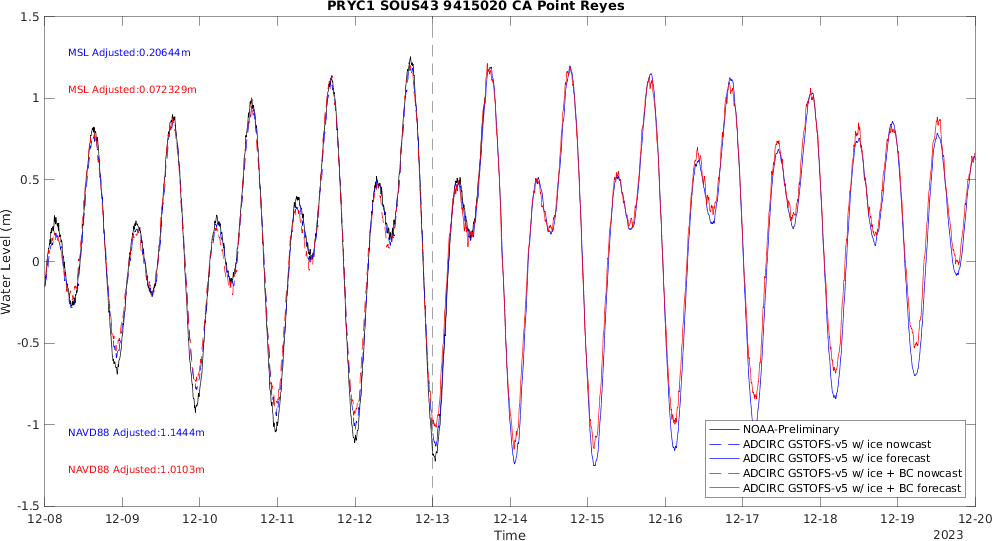 PRYC1 SOUS43 9415020 CA Point Reyes
1.5
1
0.5
0
-0.5
-1
-1.5
Water Level (m)
MSL Adjusted:0.20644m
MSL Adjusted:0.072329m
NAVD88 Adjusted:1.1444m
NAVD88 Adjusted:1.0103m
NOAA-Preliminary
ADCIRC GSTOFS-v5 w/ ice nowcast
ADCIRC GSTOFS-v5 w/ ice forecast
ADCIRC GSTOFS-v5 w/ ice + BC nowcast
ADCIRC GSTOFS-v5 w/ ice + BC forecast
12-08 12-09 12-10 12-11 12-12 12-13 12-14 12-15 12-16 12-17 12-18 12-19 12-20
Time
2023